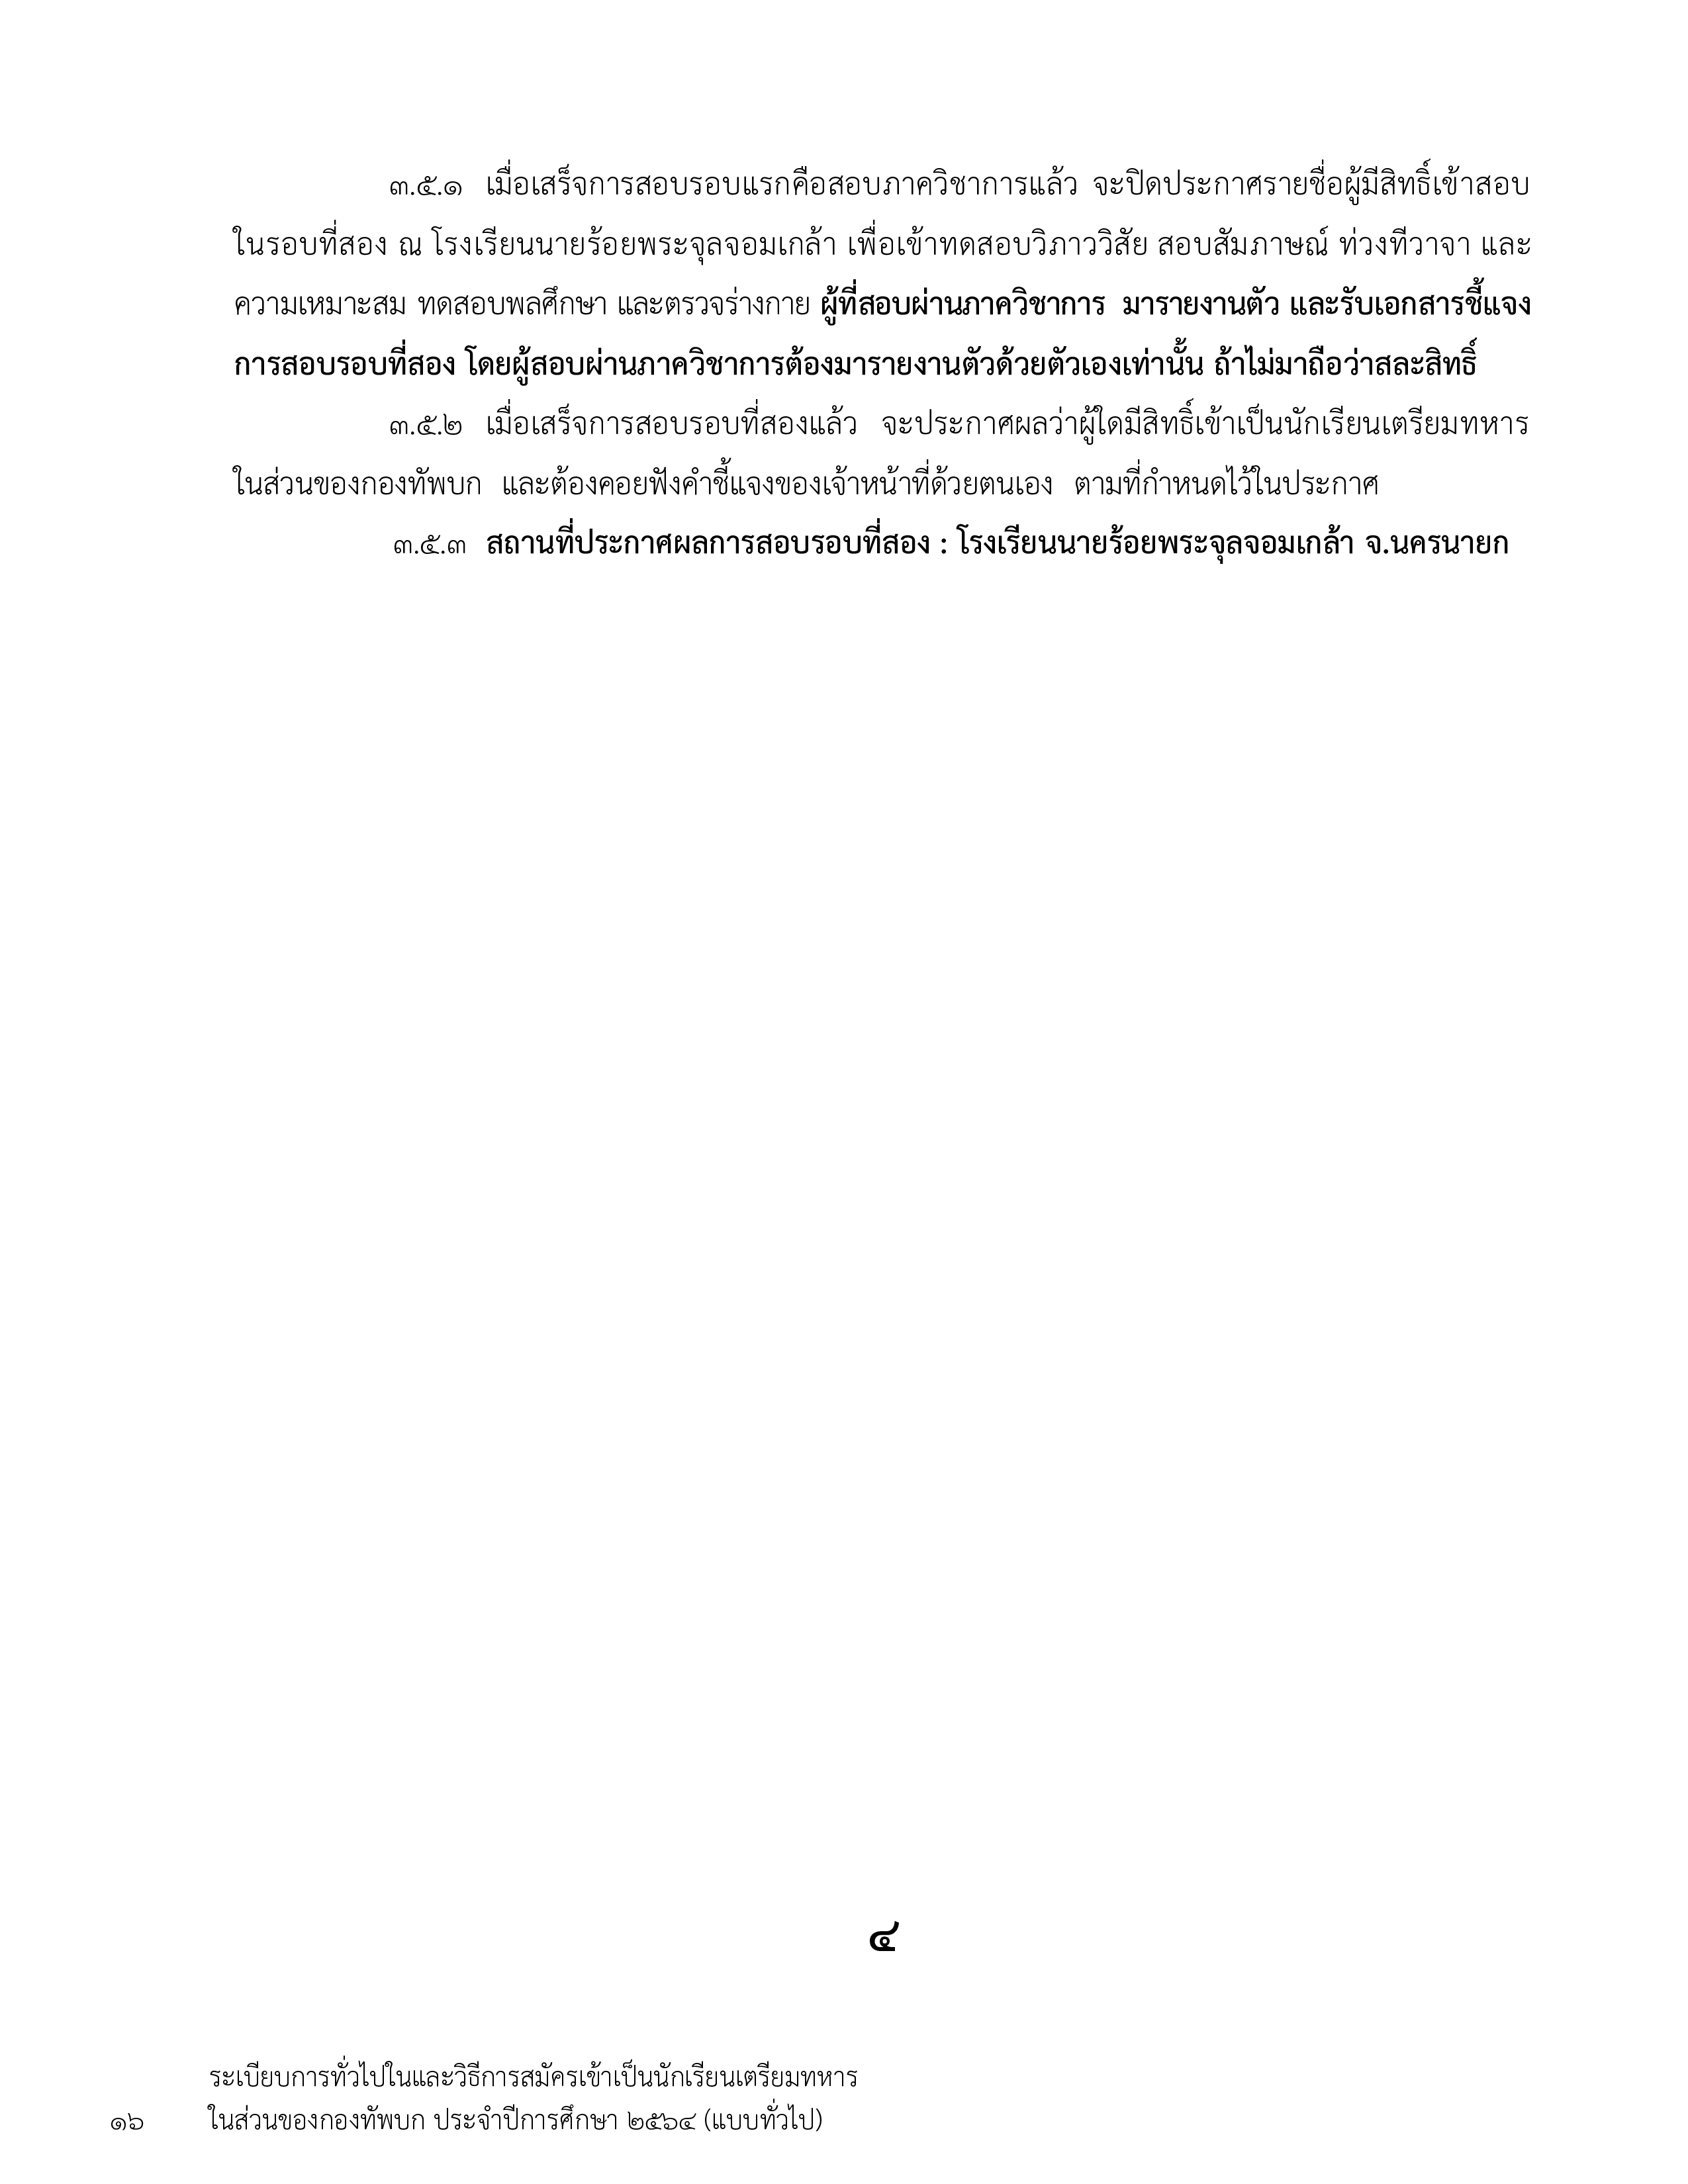 ๓.๕.๑ เมื่อเสร็จการสอบรอบแรกคือสอบภาควิชาการแล้ว จะปิดประกาศรายชื่อผู้มีสิทธิ์เข้าสอบ
ในรอบที่สอง ณ โรงเรียนนายร้อยพระจุลจอมเกล้า เพื่อเข้าทดสอบวิภาววิสัย สอบสัมภาษณ์ ท่วงทีวาจา และ
ความเหมาะสม ทดสอบพลศึกษา และตรวจร่างกาย ผู้ที่สอบผ่านภาควิชาการ มารายงานตัว และรับเอกสารชี้แจง
การสอบรอบที่สอง โดยผู้สอบผ่านภาควิชาการต้องมารายงานตัวด้วยตัวเองเท่านั้น ถ้าไม่มาถือว่าสละสิทธิ์
๓.๕.๒ เมื่อเสร็จการสอบรอบที่สองแล้ว จะประกาศผลว่าผู้ใดมีสิทธิ์เข้าเป็นนักเรียนเตรียมทหาร
ในส่วนของกองทัพบก และต้องคอยฟังคำชี้แจงของเจ้าหน้าที่ด้วยตนเอง ตามที่กำหนดไว้ในประกาศ
๓.๕.๓ สถานที่ประกาศผลการสอบรอบที่สอง : โรงเรียนนายร้อยพระจุลจอมเกล้า จ.นครนายก
๔
ระเบียบการทั่วไปในและวิธีการสมัครเข้าเป็นนักเรียนเตรียมทหาร
๑๖ ในส่วนของกองทัพบก ประจำปีการศึกษา ๒๕๖๔ (แบบทั่วไป)